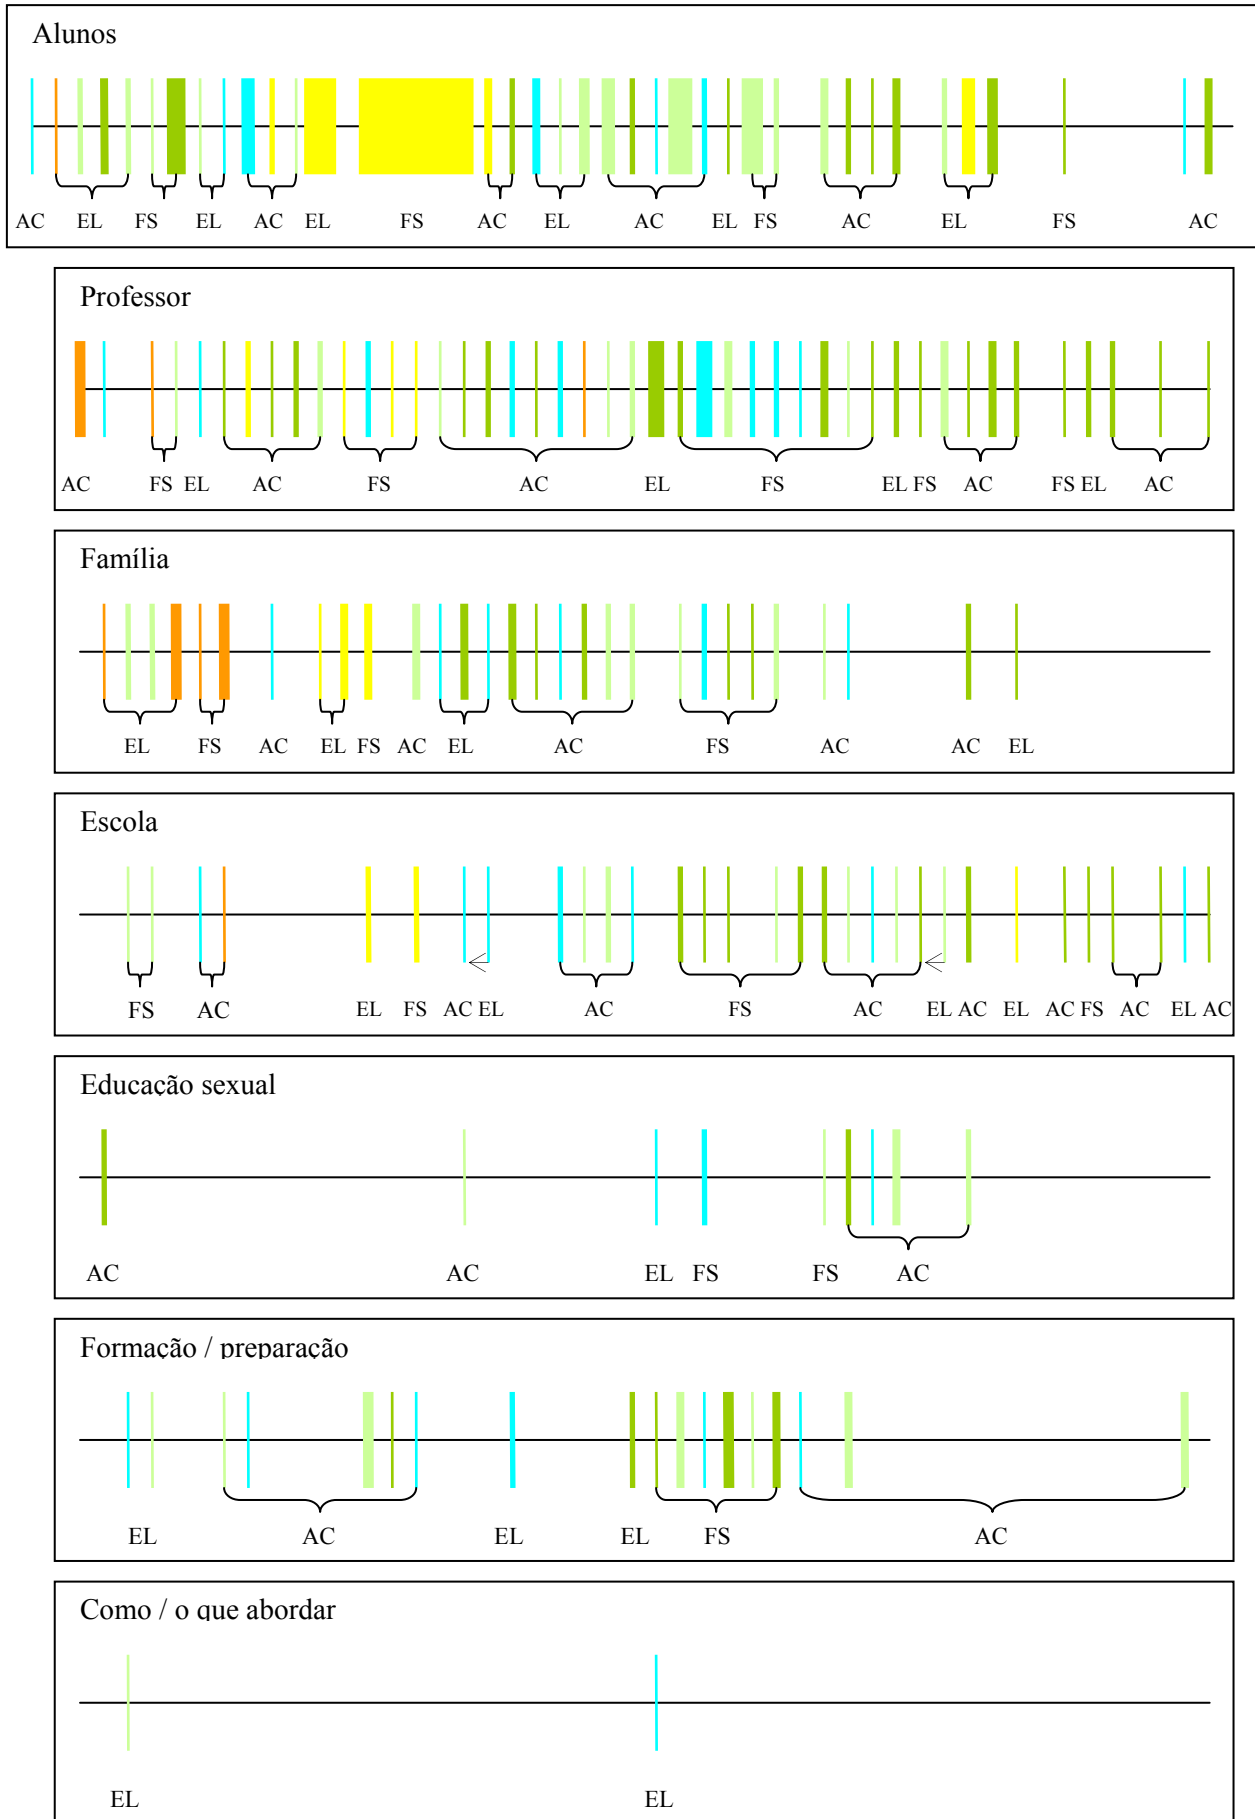 Alunos
AC EL FS EL AC EL FS AC EL AC EL FS AC EL FS AC
Professor
AC FS EL AC FS AC EL FS EL FS AC FS EL AC
Família
EL FS AC EL FS AC EL AC FS AC AC EL
Escola
FS AC EL FS AC EL AC FS AC EL AC EL AC FS AC EL AC
Educação sexual
AC AC EL FS FS AC
Formação / preparação
EL AC EL EL FS AC
Como / o que abordar
EL EL